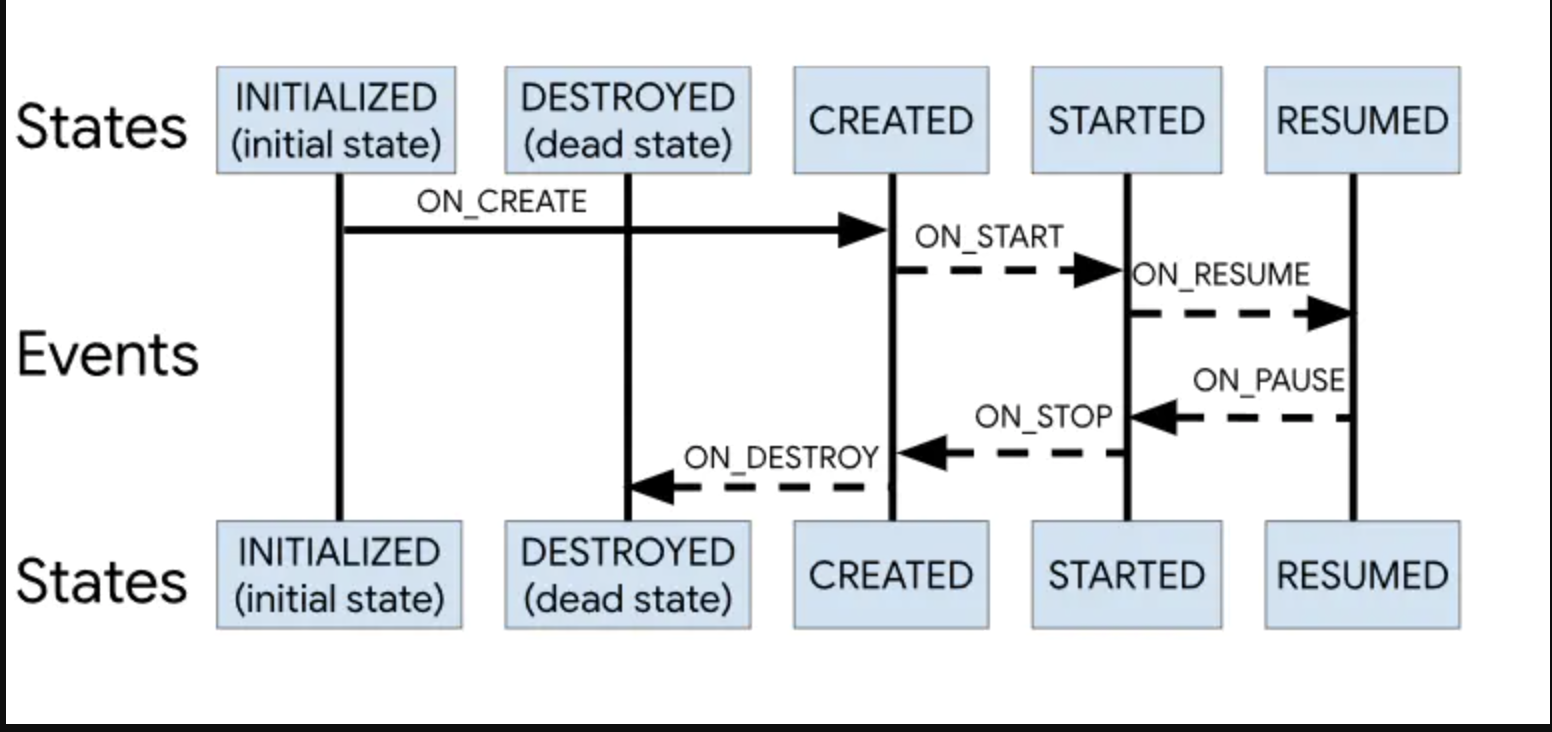 States
INITIALIZED
(initial state)
DESTROYED
(dead state)
CREATED
STARTED
RESUMED
ON_CREATE
ON_START
ON_RESUME
Events
ON_PAUSE
ON_STOP
ON_DESTROY
States
INITIALIZED
(initial state)
DESTROYED
(dead state)
CREATED
STARTED
RESUMED